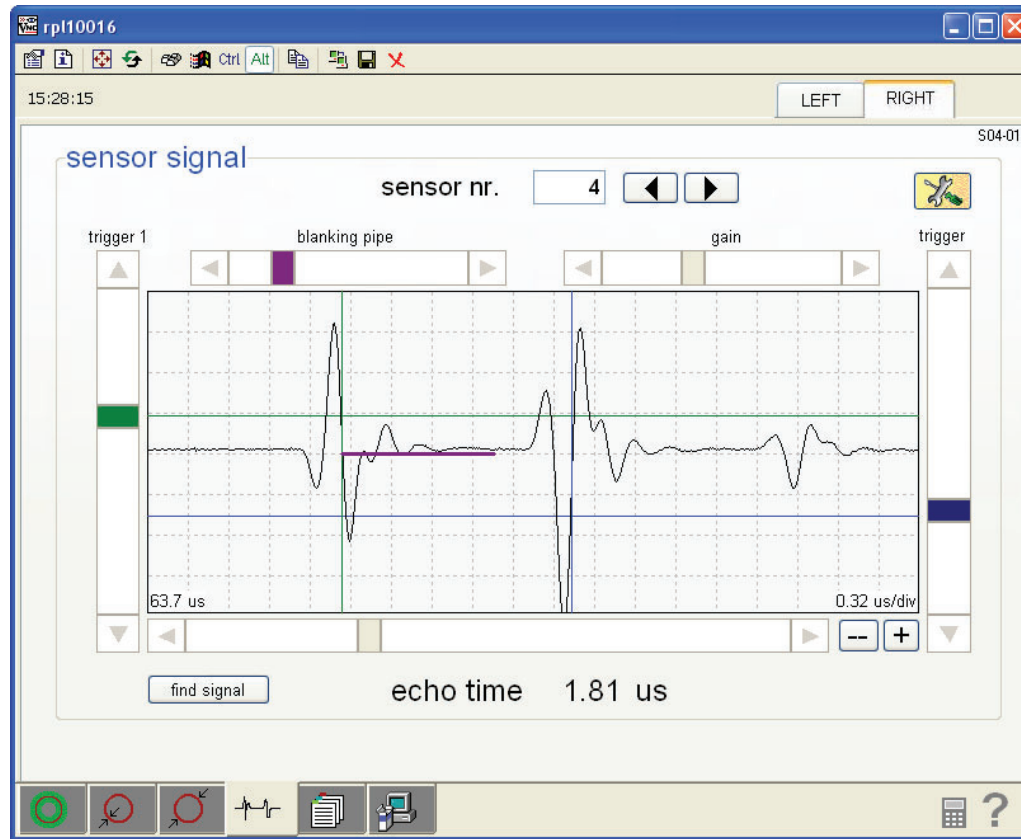 rpl10016
Ctrl Alt
15:28:15
LEFT RIGHT
S04-01
sensor signal
sensor nr. 4
trigger 1 blanking pipe gain trigger
63.7 us 0.32 us/div
-- +
find signal echo time 1.81 us
?